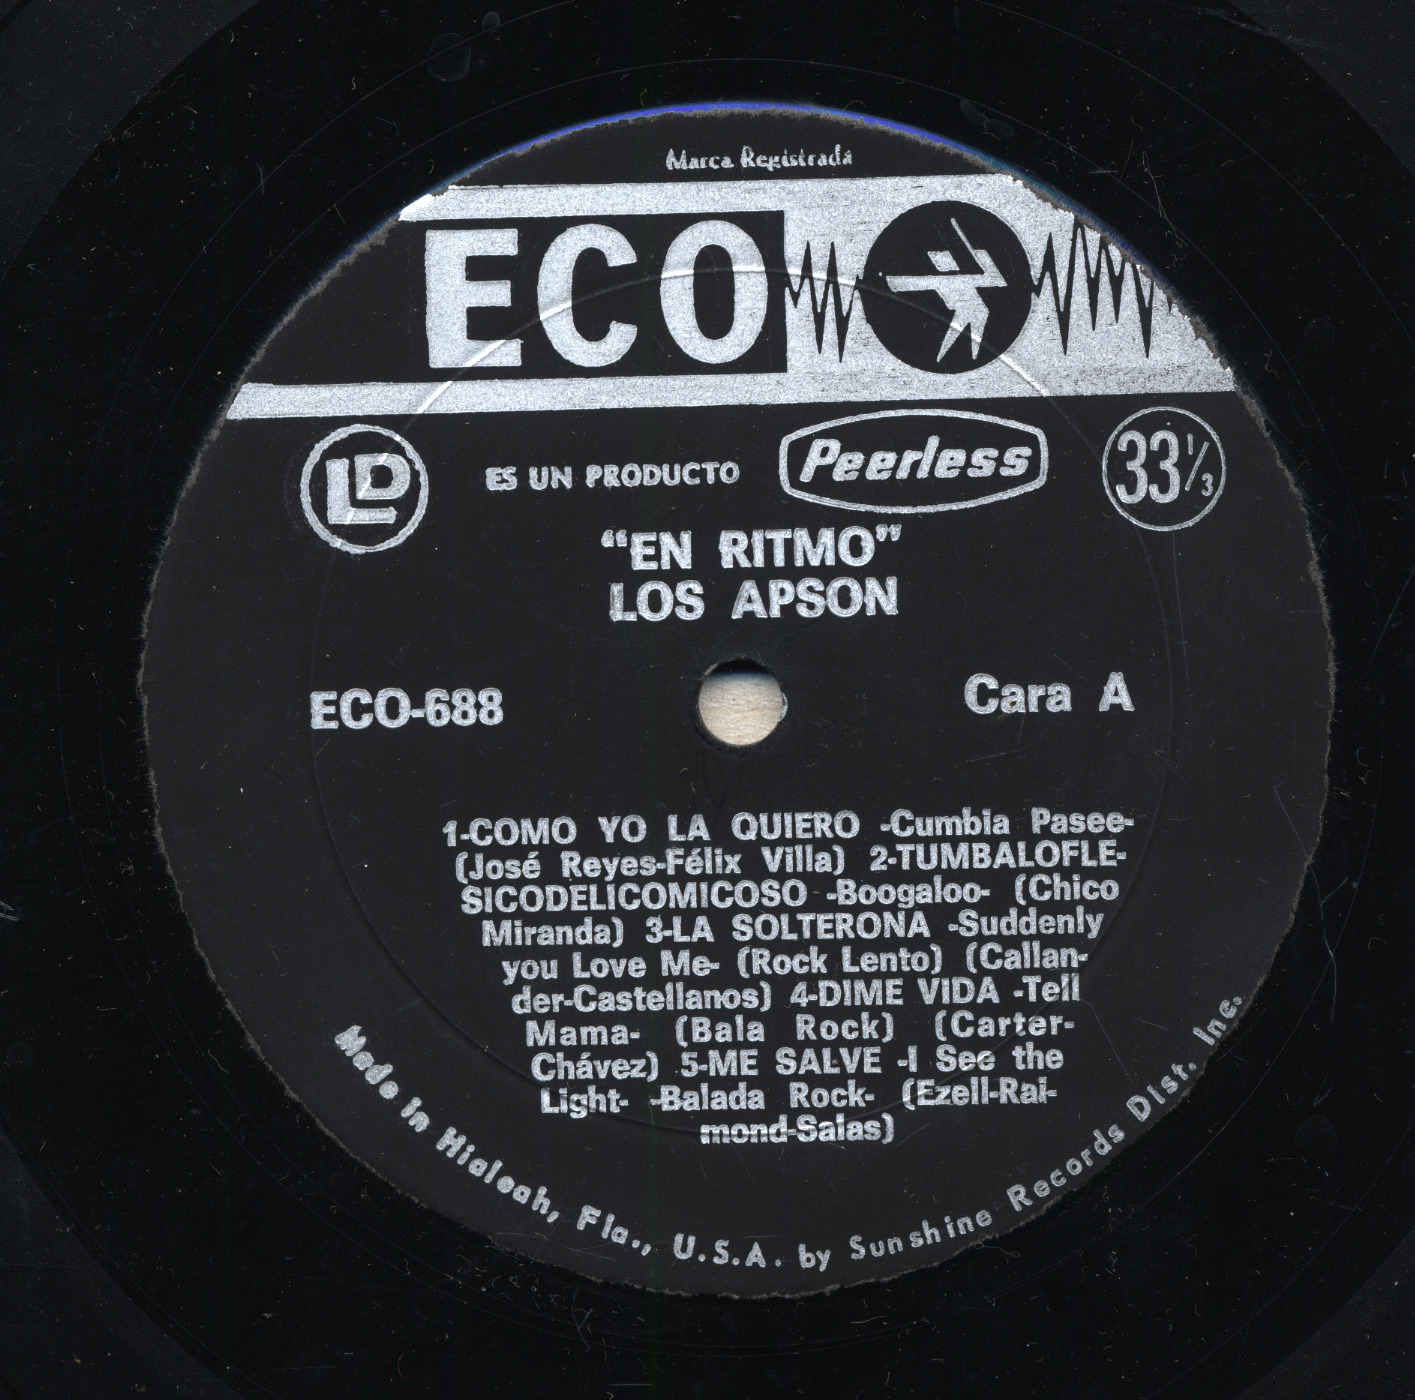 Marca Registrada
ECO
LD ES UN PRODUCTO Peerless 33 1/3
“EN RITMO”
LOS APSON
ECO-688 Cara A
1-COMO YO LA QUIERO -Cumbia Pasee-
(José Reyes-Félix Villa) 2-TUMBALOFLE-
SICODELICOMICOSO -Boogaloo- (Chico
Miranda) 3-LA SOLTERONA -Suddenly
you Love Me- (Rock Lento) (Callan-
der-Castellanos) 4-DIME VIDA -Tell
Mama- (Bala Rock) (Carter-
Chávez) 5-ME SALVE -I See the
Light- -Balada Rock- (Ezell-Rai-
mond-Salas)
Made in Hialeah, Fla., U.S.A. by Sunshine Records Dist. Inc.